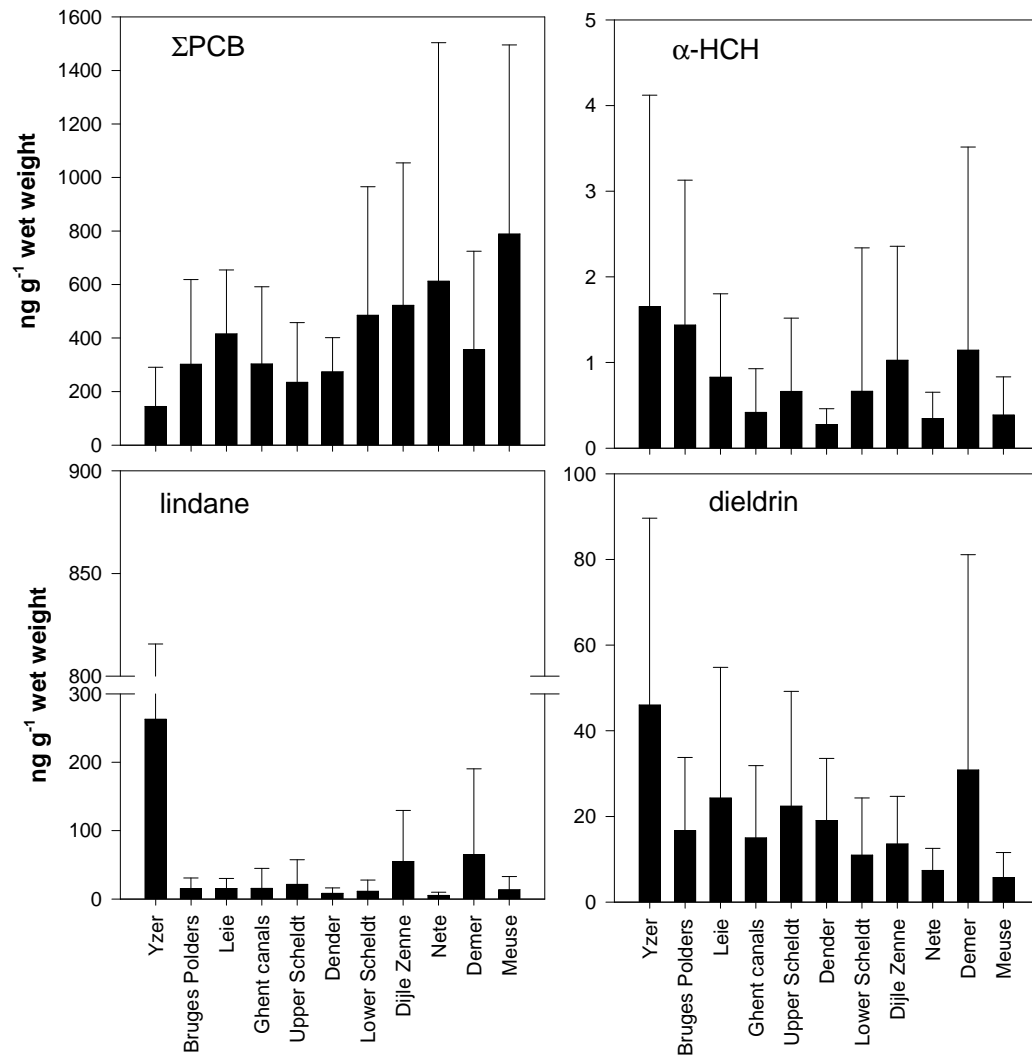 ΣPCB
ng g-1 wet weight
1600
1400
1200
1000
800
600
400
200
0
α-HCH
5
4
3
2
1
0
lindane
ng g-1 wet weight
900
850
800
300
200
100
0
Yzer
Bruges Polders
Leie
Ghent canals
Upper Scheldt
Dender
Lower Scheldt
Dijle Zenne
Nete
Demer
Meuse
dieldrin
100
80
60
40
20
0
Yzer
Bruges Polders
Leie
Ghent canals
Upper Scheldt
Dender
Lower Scheldt
Dijle Zenne
Nete
Demer
Meuse